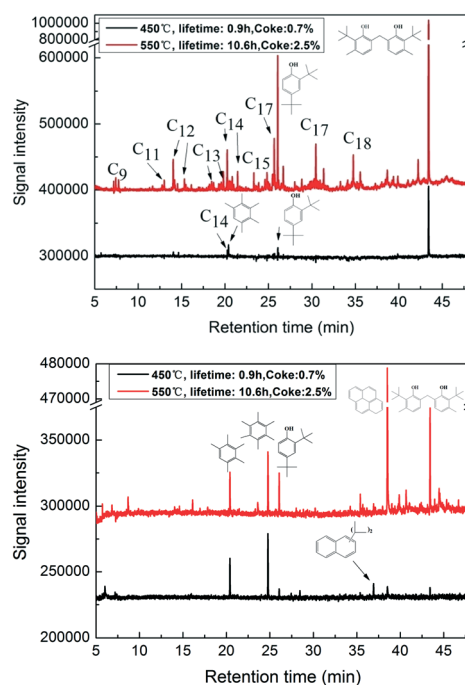 450℃, lifetime: 0.9h,Coke:0.7%
550℃, lifetime: 10.6h,Coke:2.5%
1000000
800000
600000
500000
400000
300000
Signal intensity
OH
OH OH
C9
C11
C12
C13
C14
C15
C17
C17
C18
C14
OH
5 10 15 20 25 30 35 40 45
Retention time (min)
450℃, lifetime: 0.9h,Coke:0.7%
550℃, lifetime: 10.6h,Coke:2.5%
480000
470000
350000
300000
250000
200000
Signal intensity
OH
OH OH
( )2
5 10 15 20 25 30 35 40 45
Retention time (min)